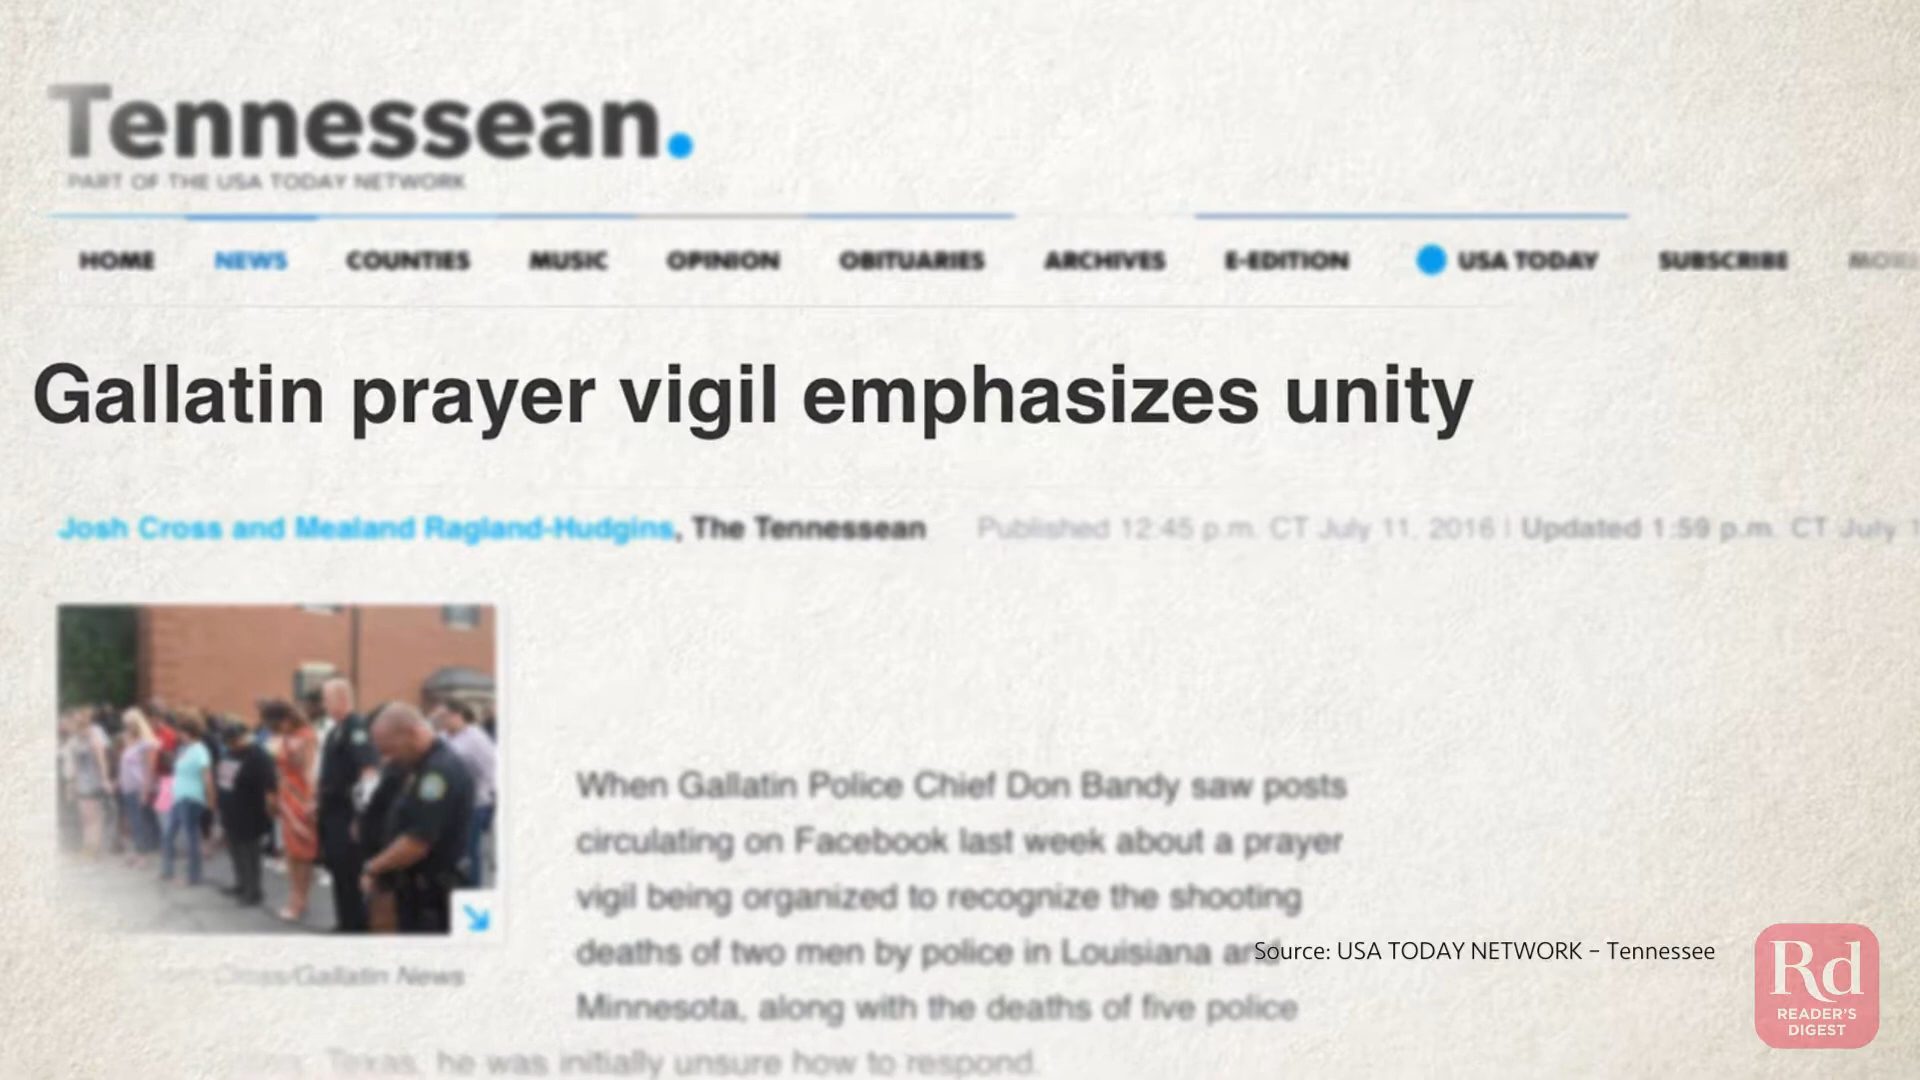 Tennessean.
PART OF THE USA TODAY NETWORK
HOME NEWS COUNTIES MUSIC OPINION OBITUARIES ARCHIVES E-EDITION USA TODAY SUBSCRIBE MORE
Gallatin prayer vigil emphasizes unity
Josh Cross and Mealand Ragland-Hudgins, The Tennessean Published 12:45 p.m. CT July 11, 2016 | Updated 1:59 p.m. CT July
When Gallatin Police Chief Don Bandy saw posts
circulating on Facebook last week about a prayer
vigil being organized to recognize the shooting
deaths of two men by police in Louisiana and
Source: USA TODAY NETWORK – Tennessee
Cross/Gallatin News
Minnesota, along with the deaths of five police
Texas, he was initially unsure how to respond.
Rd
READER'S
DIGEST